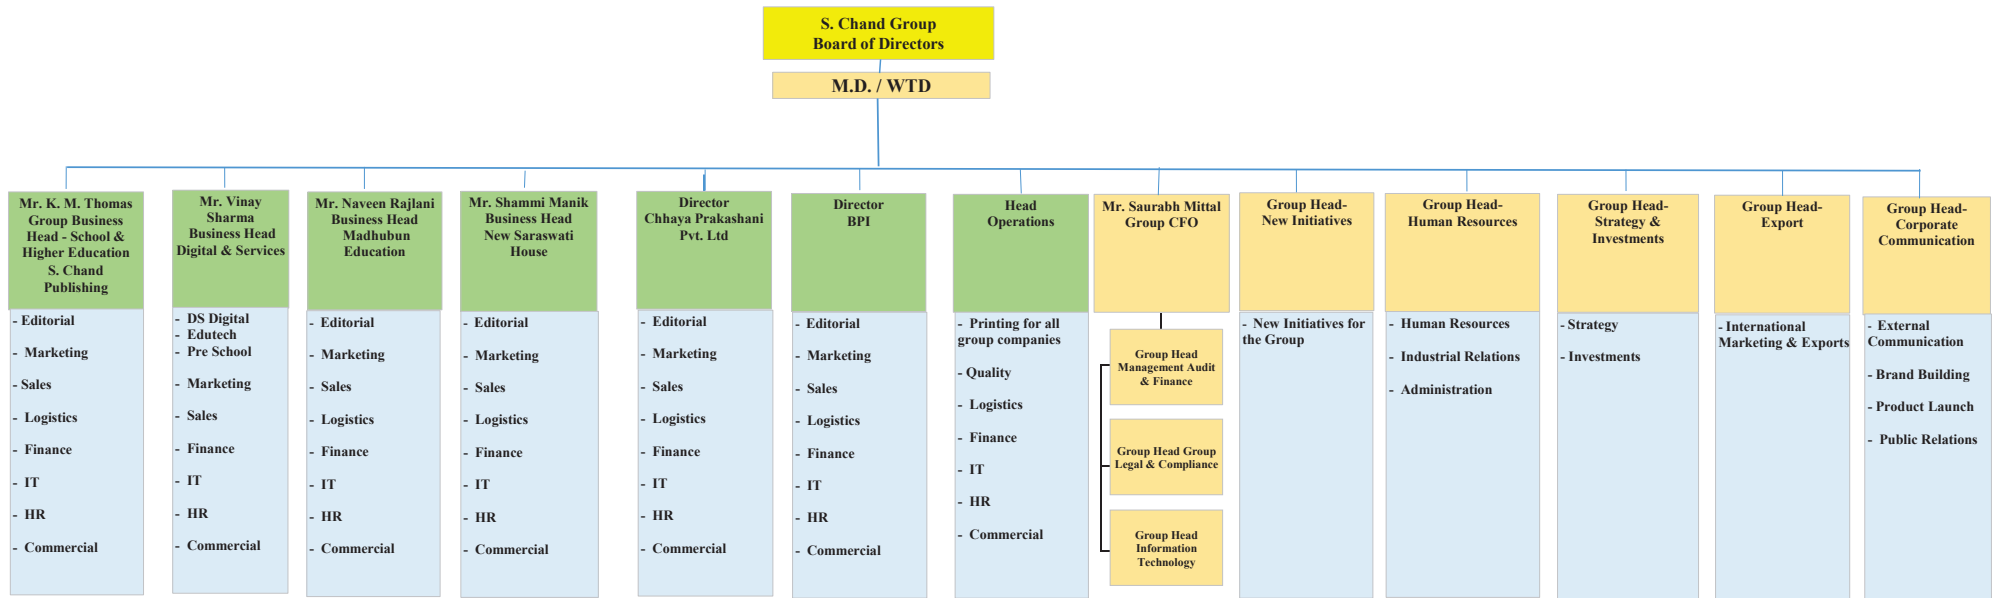 S. Chand Group
Board of Directors
M.D. / WTD
Mr. K. M. Thomas
Group Business
Head - School &
Higher Education
S. Chand
Publishing
- Editorial
- Marketing
- Sales
- Logistics
- Finance
- IT
- HR
- Commercial
Mr. Vinay
Sharma
Business Head
Digital & Services
- DS Digital
- Edutech
- Pre School
- Marketing
- Sales
- Finance
- IT
- HR
- Commercial
Mr. Naveen Rajlani
Business Head
Madhubun
Education
- Editorial
- Marketing
- Sales
- Logistics
- Finance
- IT
- HR
- Commercial
Mr. Shammi Manik
Business Head
New Saraswati
House
- Editorial
- Marketing
- Sales
- Logistics
- Finance
- IT
- HR
- Commercial
Director
Chhaya Prakashani
Pvt. Ltd
- Editorial
- Marketing
- Sales
- Logistics
- Finance
- IT
- HR
- Commercial
Director
BPI
- Editorial
- Marketing
- Sales
- Logistics
- Finance
- IT
- HR
- Commercial
Head
Operations
- Printing for all
group companies
- Quality
- Logistics
- Finance
- IT
- HR
- Commercial
Mr. Saurabh Mittal
Group CFO
Group Head
Management Audit
& Finance
Group Head Group
Legal & Compliance
Group Head
Information
Technology
Group Head-
New Initiatives
- New Initiatives for
the Group
Group Head-
Human Resources
- Human Resources
- Industrial Relations
- Administration
Group Head-
Strategy &
Investments
- Strategy
- Investments
Group Head-
Export
- International
Marketing & Exports
Group Head-
Corporate
Communication
- External
Communication
- Brand Building
- Product Launch
- Public Relations